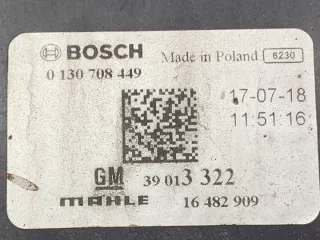 BOSCH Made in Poland 6230
0 130 708 449 17-07-18
11 51 16
GM 39 013 322
MAHLE 16 482 909